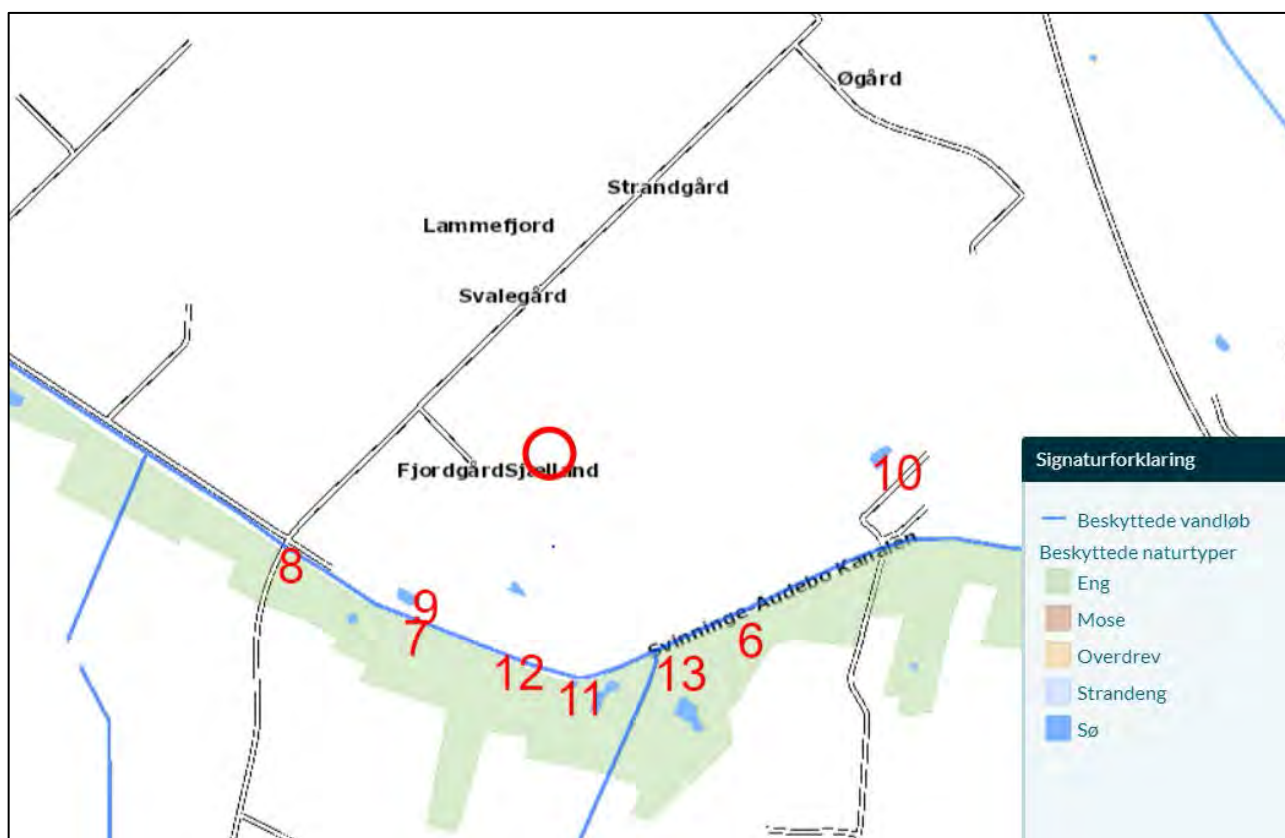 Øgård
Strandgård
Lammefjord
Svalegård
FjordgårdSjælland
10
Svinninge Audebo Kanalen
8
9
7
6
12
11
13
Signaturforklaring
Beskyttede vandløb
Beskyttede naturtyper
Eng
Mose
Overdrev
Strandeng
Sø